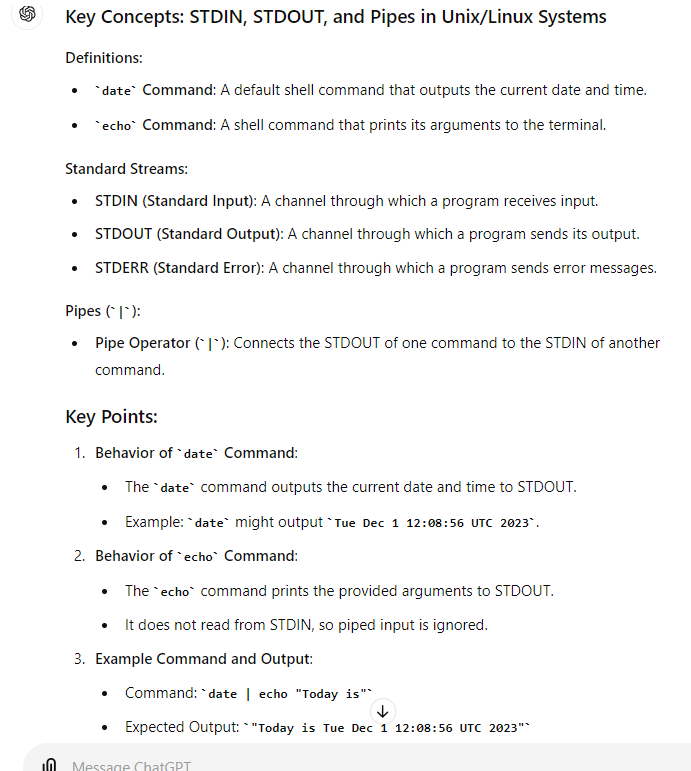 Key Concepts: STDIN, STDOUT, and Pipes in Unix/Linux Systems
Definitions:
• `date` Command: A default shell command that outputs the current date and time.
• `echo` Command: A shell command that prints its arguments to the terminal.
Standard Streams:
• STDIN (Standard Input): A channel through which a program receives input.
• STDOUT (Standard Output): A channel through which a program sends its output.
• STDERR (Standard Error): A channel through which a program sends error messages.
Pipes (`|`):
• Pipe Operator (`|`): Connects the STDOUT of one command to the STDIN of another
command.
Key Points:
1. Behavior of `date` Command:
• The `date` command outputs the current date and time to STDOUT.
• Example: `date` might output `Tue Dec 1 12:08:56 UTC 2023`.
2. Behavior of `echo` Command:
• The `echo` command prints the provided arguments to STDOUT.
• It does not read from STDIN, so piped input is ignored.
3. Example Command and Output:
• Command: `date | echo "Today is"`
• Expected Output: `"Today is Tue Dec 1 12:08:56 UTC 2023"`
Message ChatGPT